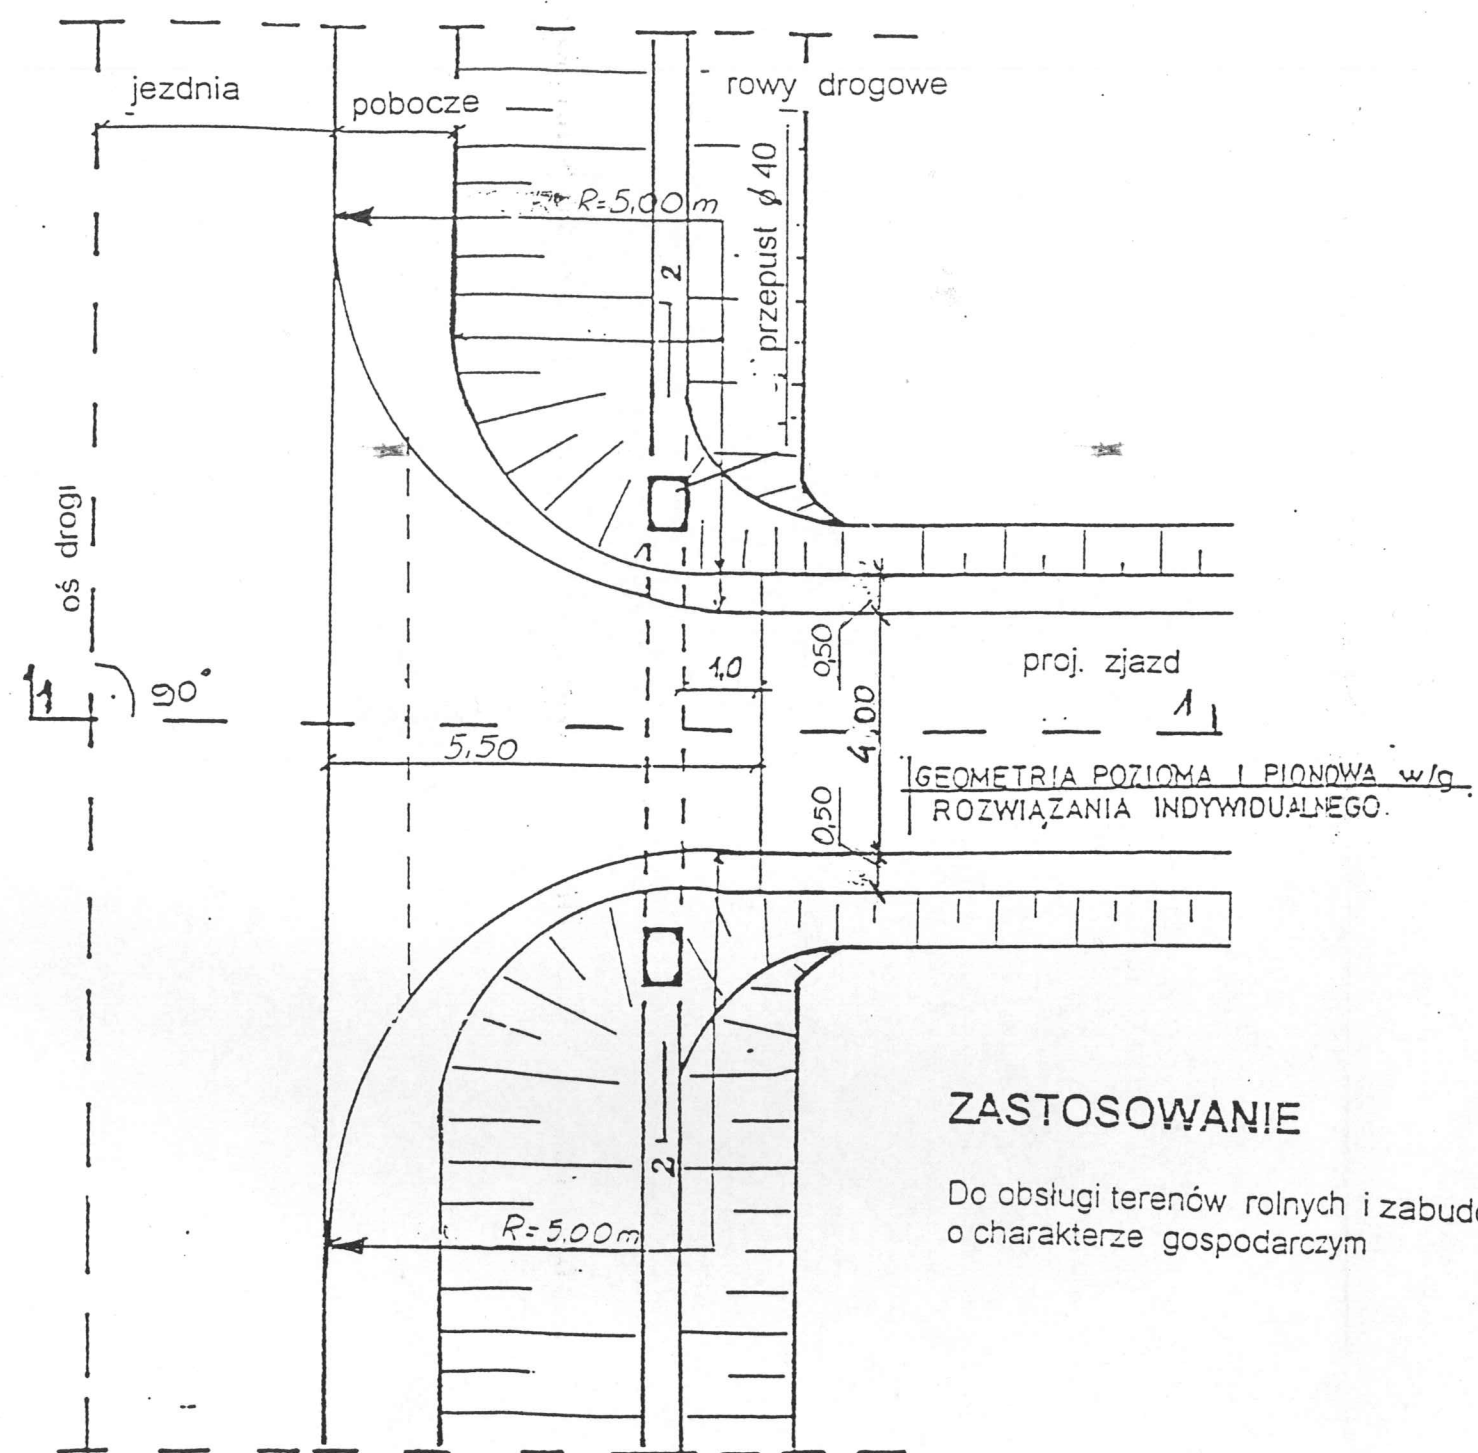 jezdnia
pobocze
rowy drogowe
R=5,00 m
przepust ϕ 40
2
oś drogi
1
90°
1,0
0,50
proj. zjazd
1
5,50
4,00
0,50
GEOMETRIA POZIOMA I PIONOWA w/g
ROZWIĄZANIA INDYWIDUALNEGO.
2
R=5,00 m
ZASTOSOWANIE
Do obsługi terenów rolnych i zabud
o charakterze gospodarczym